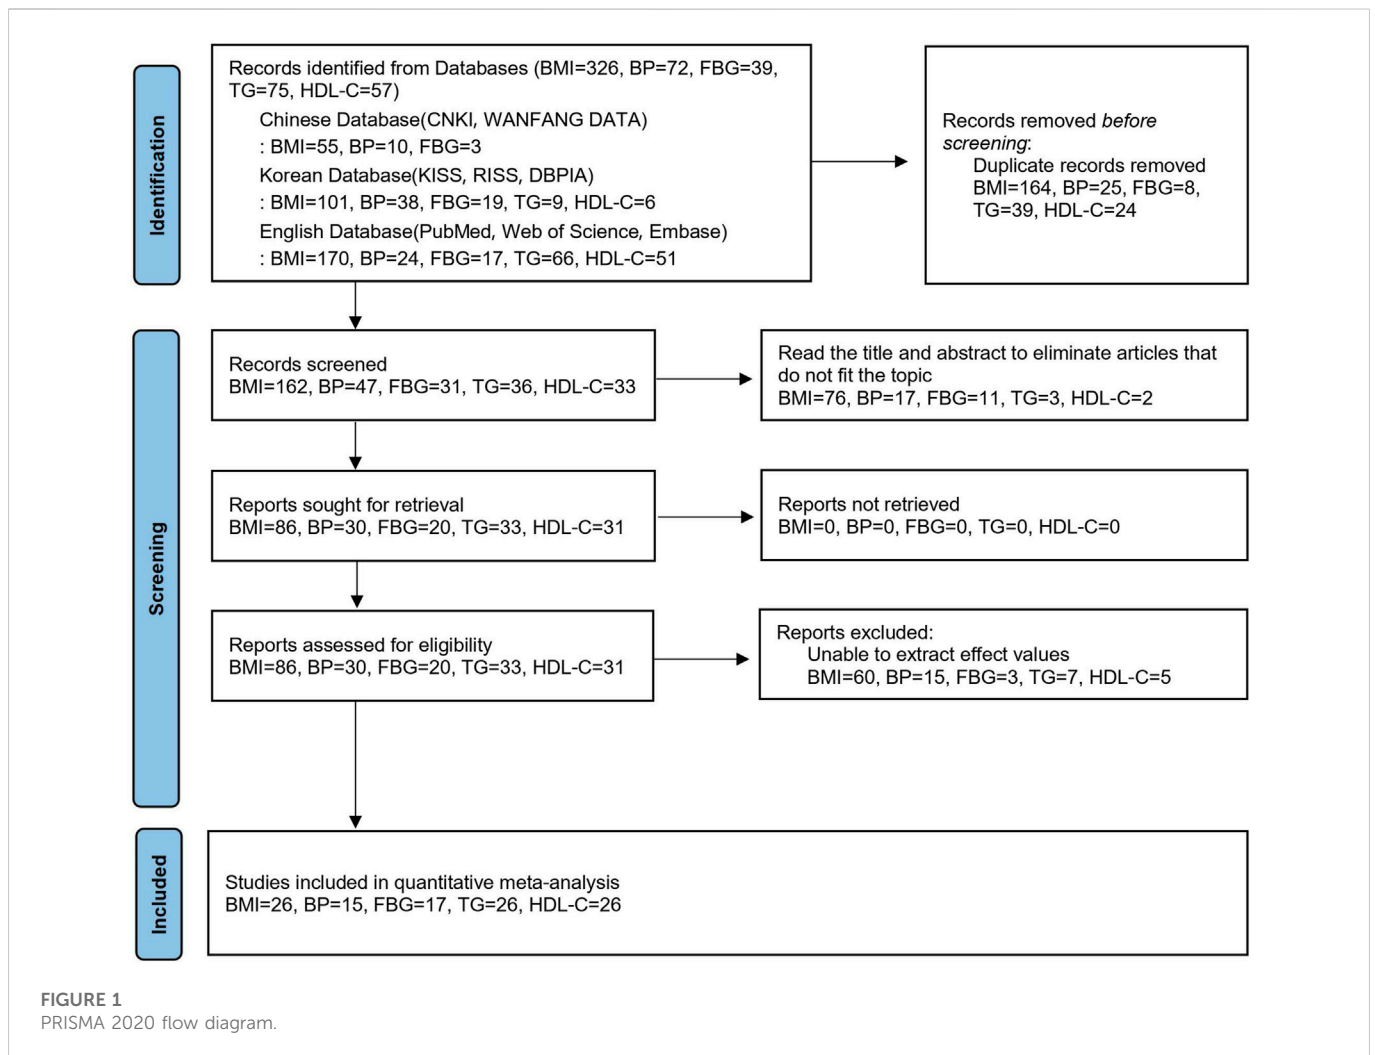 Identification
Records identified from Databases (BMI=326, BP=72, FBG=39,
TG=75, HDL-C=57)
Chinese Database(CNKI, WANFANG DATA)
: BMI=55, BP=10, FBG=3
Korean Database(KISS, RISS, DBPIA)
: BMI=101, BP=38, FBG=19, TG=9, HDL-C=6
English Database(PubMed, Web of Science, Embase)
: BMI=170, BP=24, FBG=17, TG=66, HDL-C=51
Records removed before
screening:
Duplicate records removed
BMI=164, BP=25, FBG=8,
TG=39, HDL-C=24
Screening
Records screened
BMI=162, BP=47, FBG=31, TG=36, HDL-C=33
Read the title and abstract to eliminate articles that
do not fit the topic
BMI=76, BP=17, FBG=11, TG=3, HDL-C=2
Reports sought for retrieval
BMI=86, BP=30, FBG=20, TG=33, HDL-C=31
Reports not retrieved
BMI=0, BP=0, FBG=0, TG=0, HDL-C=0
Reports assessed for eligibility
BMI=86, BP=30, FBG=20, TG=33, HDL-C=31
Reports excluded:
Unable to extract effect values
BMI=60, BP=15, FBG=3, TG=7, HDL-C=5
Included
Studies included in quantitative meta-analysis
BMI=26, BP=15, FBG=17, TG=26, HDL-C=26
FIGURE 1
PRISMA 2020 flow diagram.